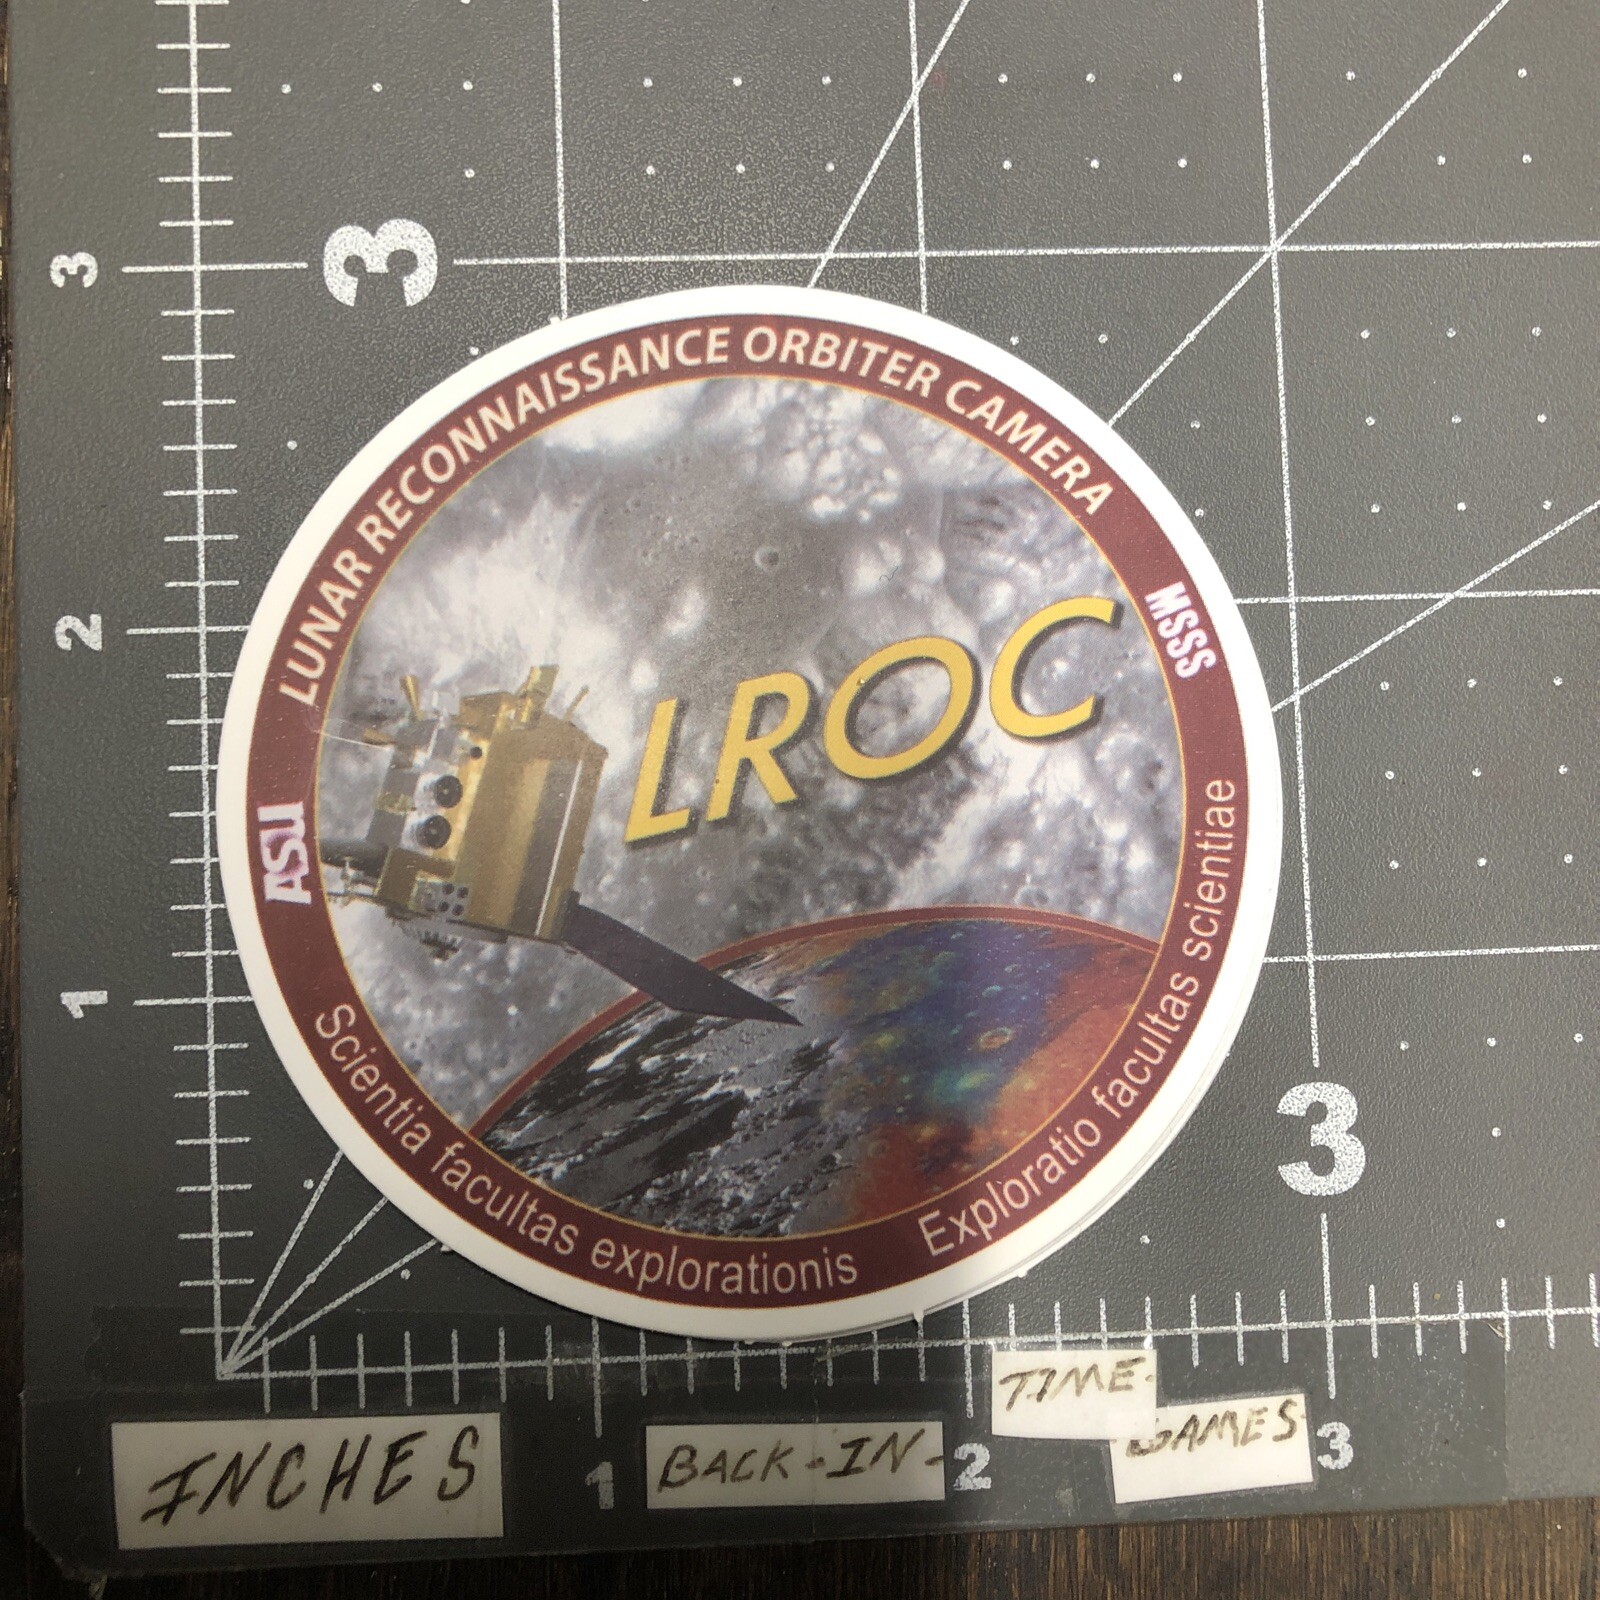 3
3
LUNAR RECONNAISSANCE ORBITER CAMERA
MSSS
2
LROC
ASU
Scientia facultas explorationis
Exploratio facultas scientiae
1
3
INCHES
1
BACK-IN-
2
TIME-
GAMES
3